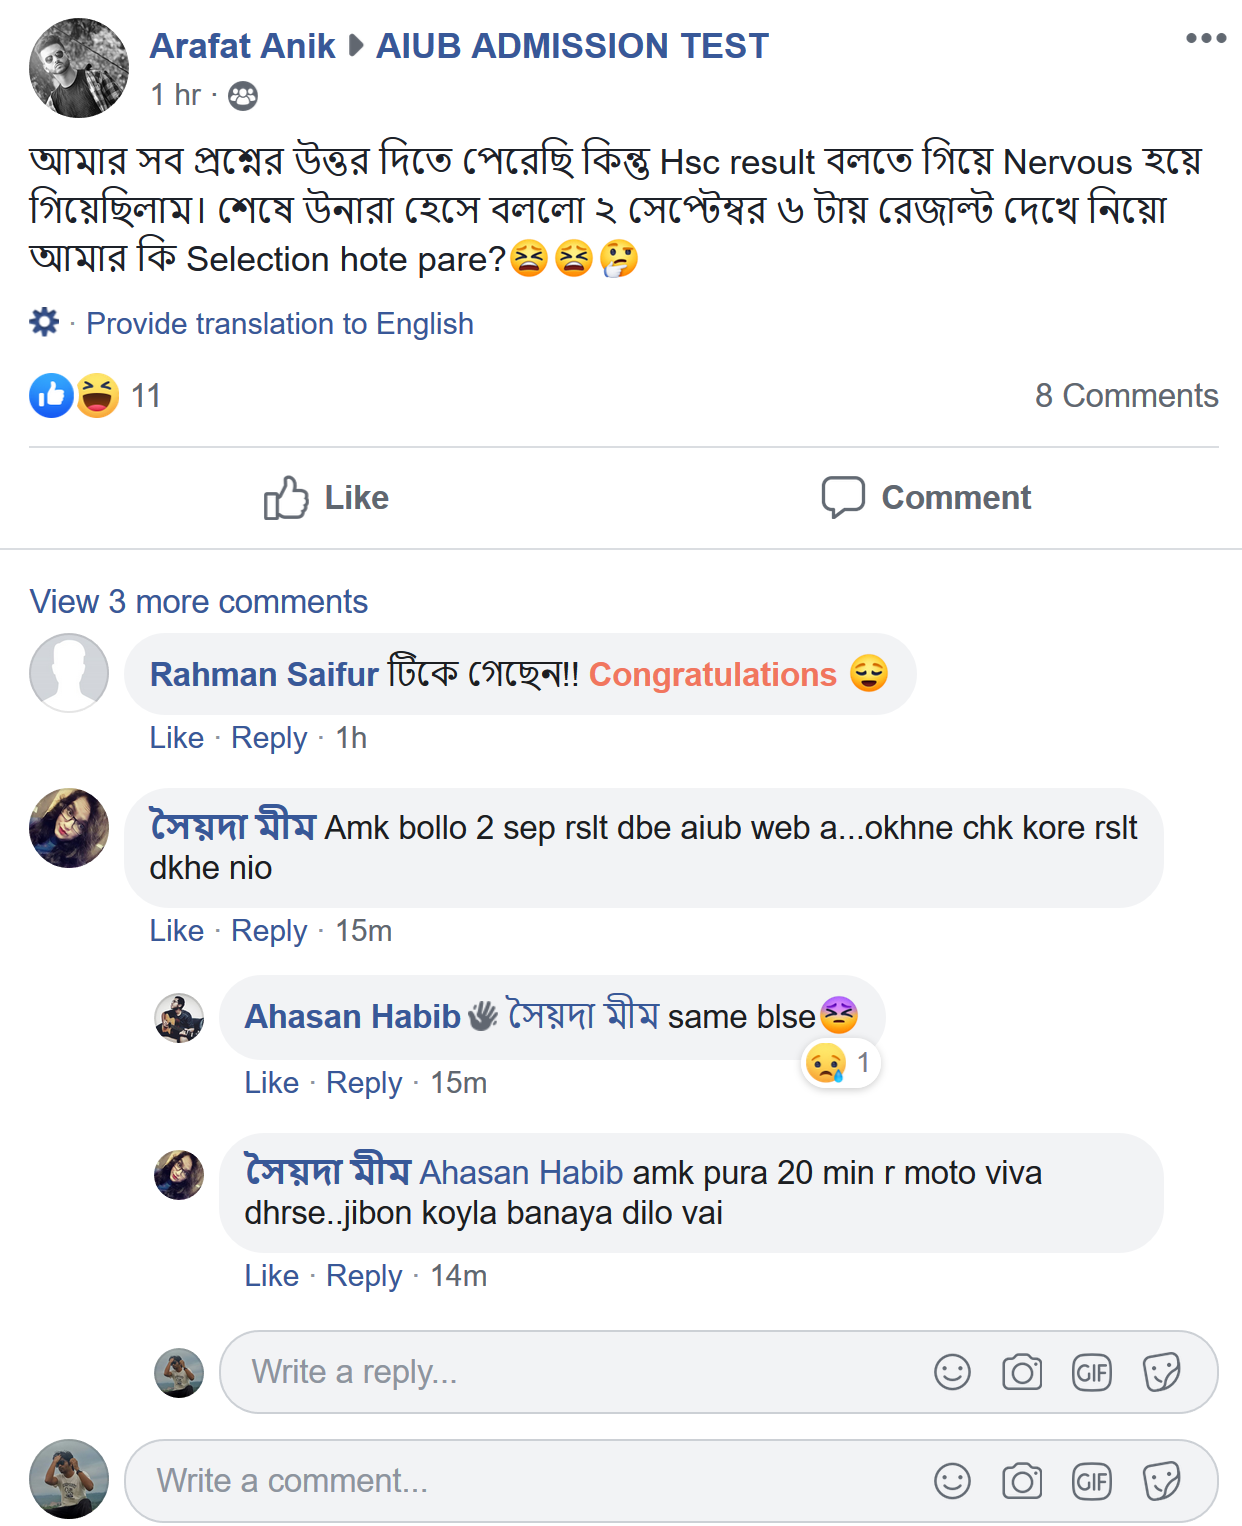 Arafat Anik ▶ AIUB ADMISSION TEST
1 hr ·
আমার সব প্রশ্নের উত্তর দিতে পেরেছি কিন্তু Hsc result বলতে গিয়ে Nervous হয়ে
গিয়েছিলাম। শেষে উনারা হেসে বললো ২ সেপ্টেম্বর ৬ টায় রেজাল্ট দেখে নিয়ো
আমার কি Selection hote pare?😫😫🤔
· Provide translation to English
11 8 Comments
Like Comment
View 3 more comments
Rahman Saifur টিকে গেছেন!! Congratulations 😌
Like · Reply · 1h
সৈয়দা মীম Amk bollo 2 sep rslt dbe aiub web a...okhne chk kore rslt
dkhe nio
Like · Reply · 15m
Ahasan Habib👋 সৈয়দা মীম same blse😣
1
Like · Reply · 15m
সৈয়দা মীম Ahasan Habib amk pura 20 min r moto viva
dhrse..jibon koyla banaya dilo vai
Like · Reply · 14m
Write a reply...
GIF
Write a comment...
GIF